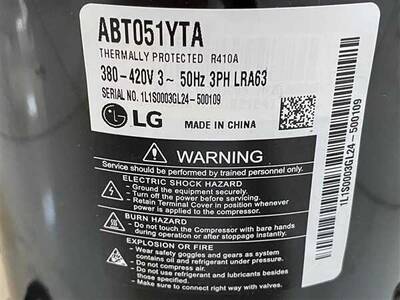 ABT051YTA
THERMALLY PROTECTED R410A
380-420V 3~ 50Hz 3PH LRA63
SERIAL NO. 1L1S0003GL24-500109
LG MADE IN CHINA
1L1S0003GL24-500109
WARNING
Service should be performed by trained personnel only.
ELECTRIC SHOCK HAZARD
- Ground the equipment securely.
- Turn off the power before servicing.
- Retain Terminal Cover in position whenever
power is applied to the compressor.
BURN HAZARD
- Do not touch the Compressor with bare hands
during operation or after stopping operation.
EXPLOSION OR FIRE
- Wear safety goggles and gears as system
contains oil and refrigerant under pressure.
- Do not compress air.
- Do not use refrigerant and lubricants besides
those specified.
- Make sure to connect right way with valves.